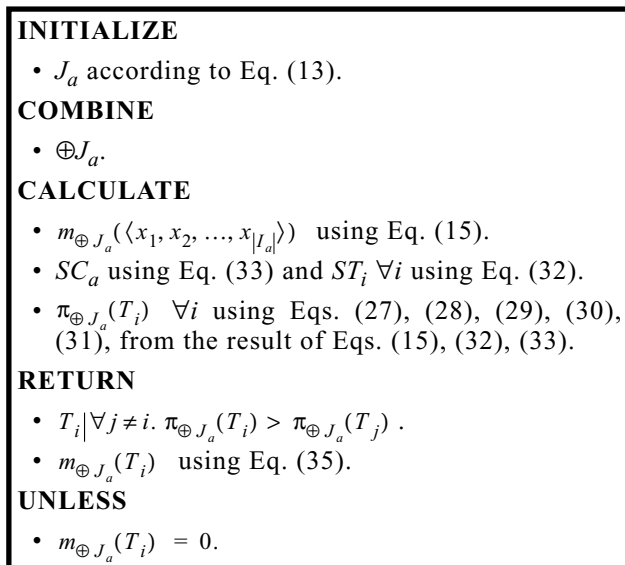 INITIALIZE
• J_a according to Eq. (13).
COMBINE
• ⊕J_a.
CALCULATE
• m_{⊕J_a}(⟨x_1, x_2, ..., x_{|I_a|}⟩) using Eq. (15).
• SC_a using Eq. (33) and ST_i ∀i using Eq. (32).
• π_{⊕J_a}(T_i) ∀i using Eqs. (27), (28), (29), (30),
(31), from the result of Eqs. (15), (32), (33).
RETURN
• T_i|∀j ≠ i. π_{⊕J_a}(T_i) > π_{⊕J_a}(T_j) .
• m_{⊕J_a}(T_i) using Eq. (35).
UNLESS
• m_{⊕J_a}(T_i) = 0.